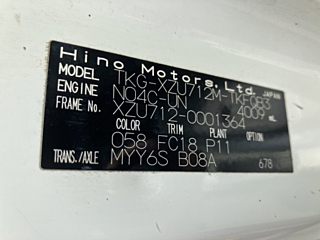 Hino Motors, Ltd. JAPAN
MODEL TKG-XZU712M-TKFQB3
ENGINE N04C-UN 4009 mL
FRAME No. XZU712-0001364
COLOR TRIM PLANT OPTION
058 FC18 P11
TRANS./AXLE MYY6S B08A 678